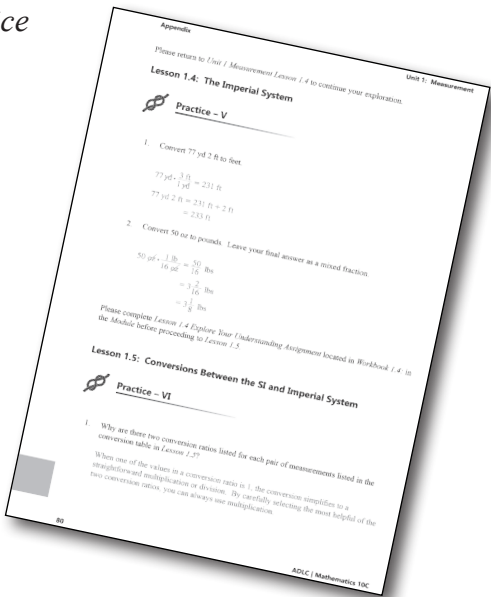 ice
Appendix
Unit 1: Measurement
Please return to Unit 1 Measurement Lesson 1.4 to continue your exploration.
Lesson 1.4: The Imperial System
Practice – V
1. Convert 77 yd 2 ft to feet.
77 yd · 3 ft / 1 yd = 231 ft
77 yd 2 ft = 231 ft + 2 ft
= 233 ft
2. Convert 50 oz to pounds. Leave your final answer as a mixed fraction.
50 oz · 1 lb / 16 oz = 50/16 lbs
= 3 2/16 lbs
= 3 1/8 lbs
Please complete Lesson 1.4 Explore Your Understanding Assignment located in Workbook 1.4 in
the Module before proceeding to Lesson 1.5.
Lesson 1.5: Conversions Between the SI and Imperial System
Practice – VI
1. Why are there two conversion ratios listed for each pair of measurements listed in the
conversion table in Lesson 1.5?
When one of the values in a conversion ratio is 1, the conversion simplifies to a
straightforward multiplication or division. By carefully selecting the most helpful of the
two conversion ratios, you can always use multiplication.
80
ADLC | Mathematics 10C